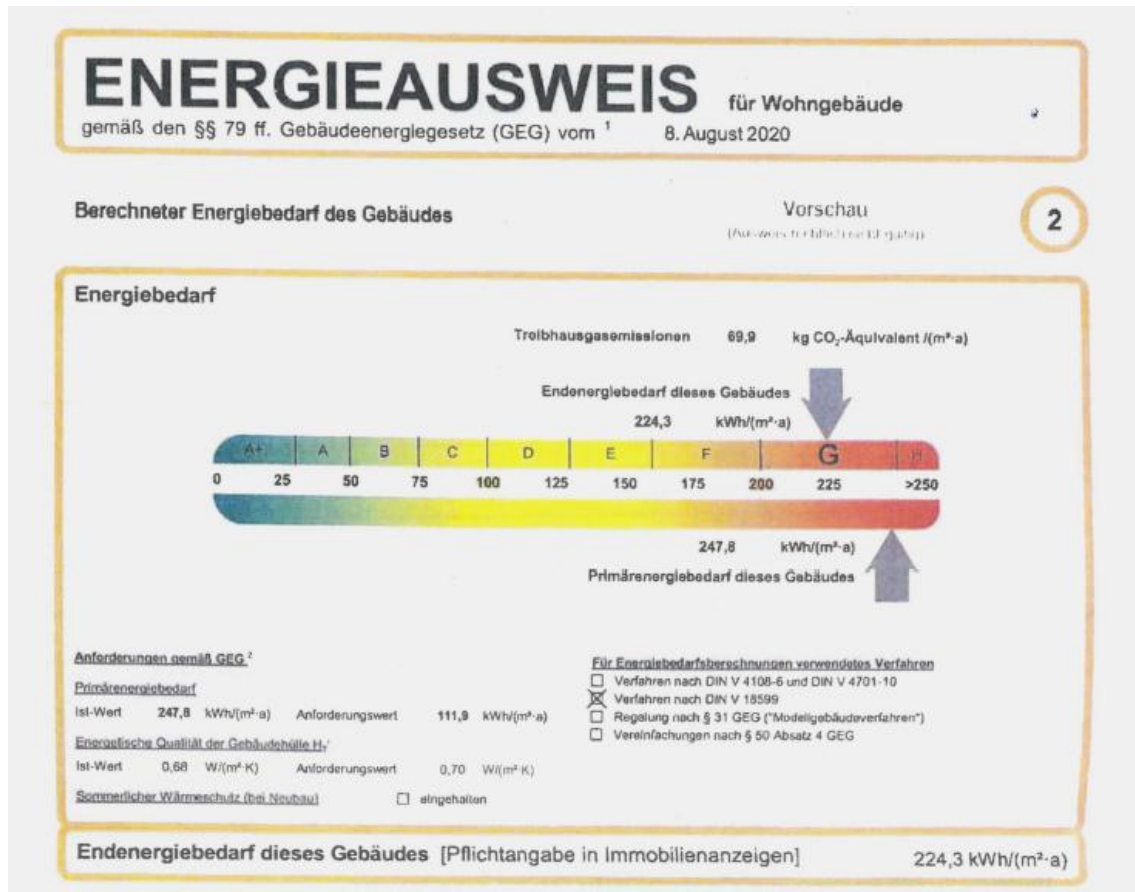 ENERGIEAUSWEIS für Wohngebäude
gemäß den §§ 79 ff. Gebäudeenergiegesetz (GEG) vom ¹ 8. August 2020
Berechneter Energiebedarf des Gebäudes
Vorschau
2
Energiebedarf
Treibhausgasemissionen 69,9 kg CO₂-Äquivalent /(m²·a)
Endenergiebedarf dieses Gebäudes
224,3 kWh/(m²·a)
A+ A B C D E F G H
0 25 50 75 100 125 150 175 200 225 >250
247,8 kWh/(m²·a)
Primärenergiebedarf dieses Gebäudes
Anforderungen gemäß GEG ²
Primärenergiebedarf
Ist-Wert 247,8 kWh/(m²·a) Anforderungswert 111,9 kWh/(m²·a)
Energetische Qualität der Gebäudehülle H_T'
Ist-Wert 0,68 W/(m²·K) Anforderungswert 0,70 W/(m²·K)
Sommerlicher Wärmeschutz (bei Neubau) ☐ eingehalten
Für Energiebedarfsberechnungen verwendetes Verfahren
☐ Verfahren nach DIN V 4108-6 und DIN V 4701-10
☒ Verfahren nach DIN V 18599
☐ Regelung nach § 31 GEG ("Modellgebäudeverfahren")
☐ Vereinfachungen nach § 50 Absatz 4 GEG
Endenergiebedarf dieses Gebäudes [Pflichtangabe in Immobilienanzeigen] 224,3 kWh/(m²·a)